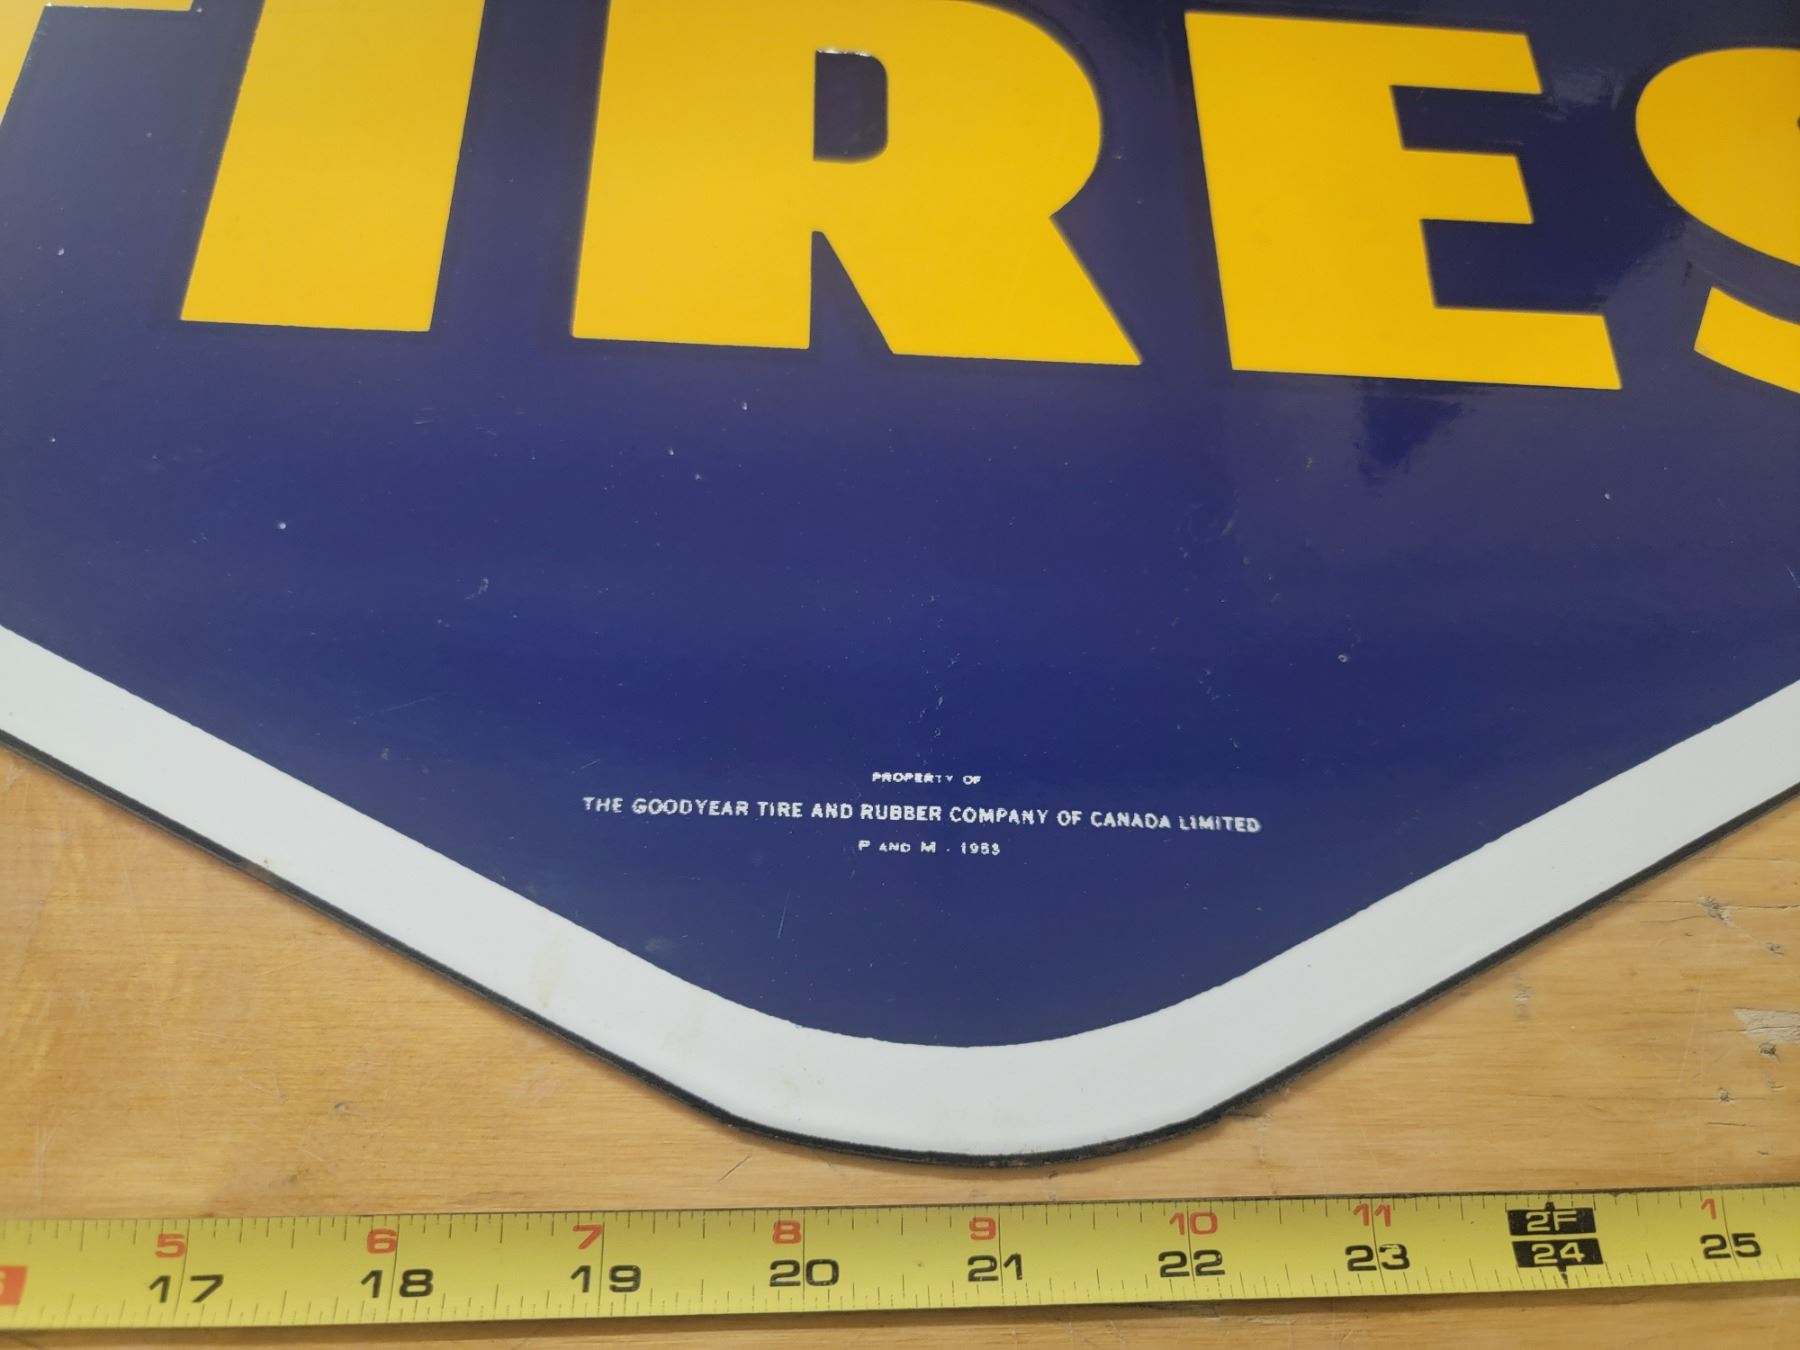 TIRES
PROPERTY OF
THE GOODYEAR TIRE AND RUBBER COMPANY OF CANADA LIMITED
P AND M - 1953
5 6 7 8 9 10 11 2F 1
17 18 19 20 21 22 23 24 25